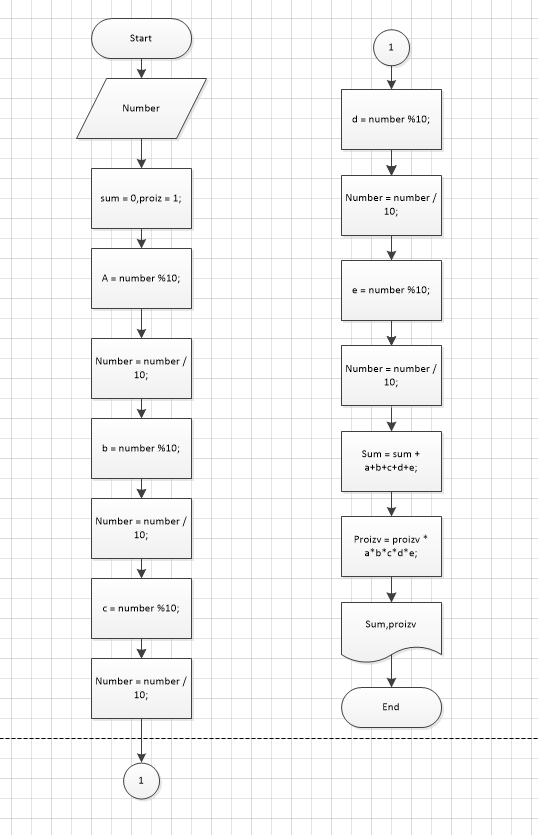 Start
Number
sum = 0,proiz = 1;
A = number %10;
Number = number /
10;
b = number %10;
Number = number /
10;
c = number %10;
Number = number /
10;
1
1
d = number %10;
Number = number /
10;
e = number %10;
Number = number /
10;
Sum = sum +
a+b+c+d+e;
Proizv = proizv *
a*b*c*d*e;
Sum,proizv
End